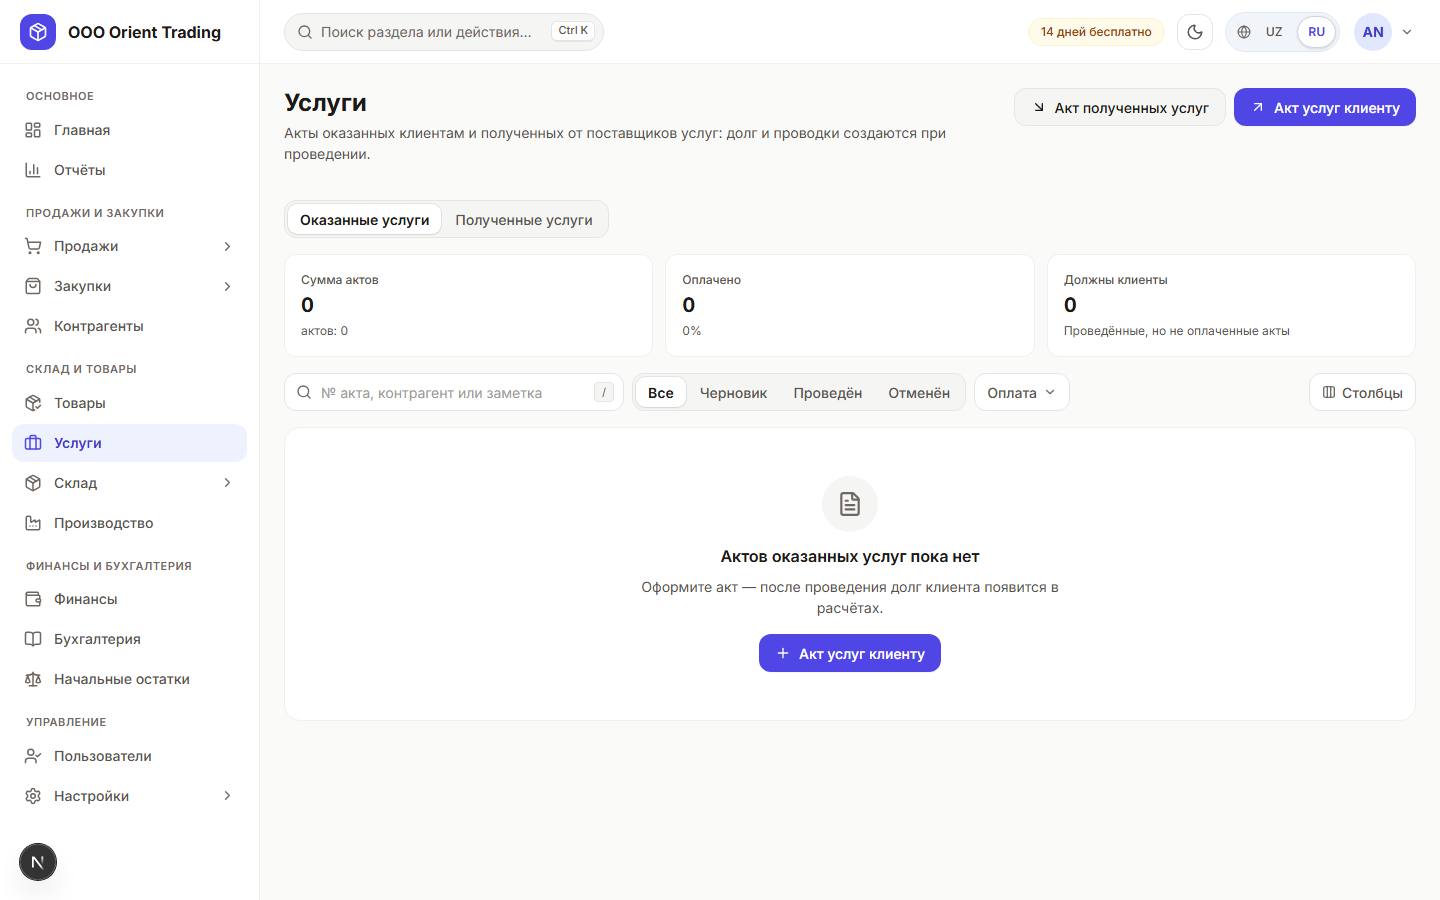 ООО Orient Trading
Поиск раздела или действия...
Ctrl K
14 дней бесплатно
UZ
RU
AN
ОСНОВНОЕ
Главная
Отчёты
ПРОДАЖИ И ЗАКУПКИ
Продажи
Закупки
Контрагенты
СКЛАД И ТОВАРЫ
Товары
Услуги
Склад
Производство
ФИНАНСЫ И БУХГАЛТЕРИЯ
Финансы
Бухгалтерия
Начальные остатки
УПРАВЛЕНИЕ
Пользователи
Настройки
N
Услуги
Акты оказанных клиентам и полученных от поставщиков услуг: долг и проводки создаются при
проведении.
Акт полученных услуг
Акт услуг клиенту
Оказанные услуги
Полученные услуги
Сумма актов
0
актов: 0
Оплачено
0
0%
Должны клиенты
0
Проведённые, но не оплаченные акты
№ акта, контрагент или заметка
/
Все
Черновик
Проведён
Отменён
Оплата
Столбцы
Актов оказанных услуг пока нет
Оформите акт — после проведения долг клиента появится в
расчётах.
Акт услуг клиенту